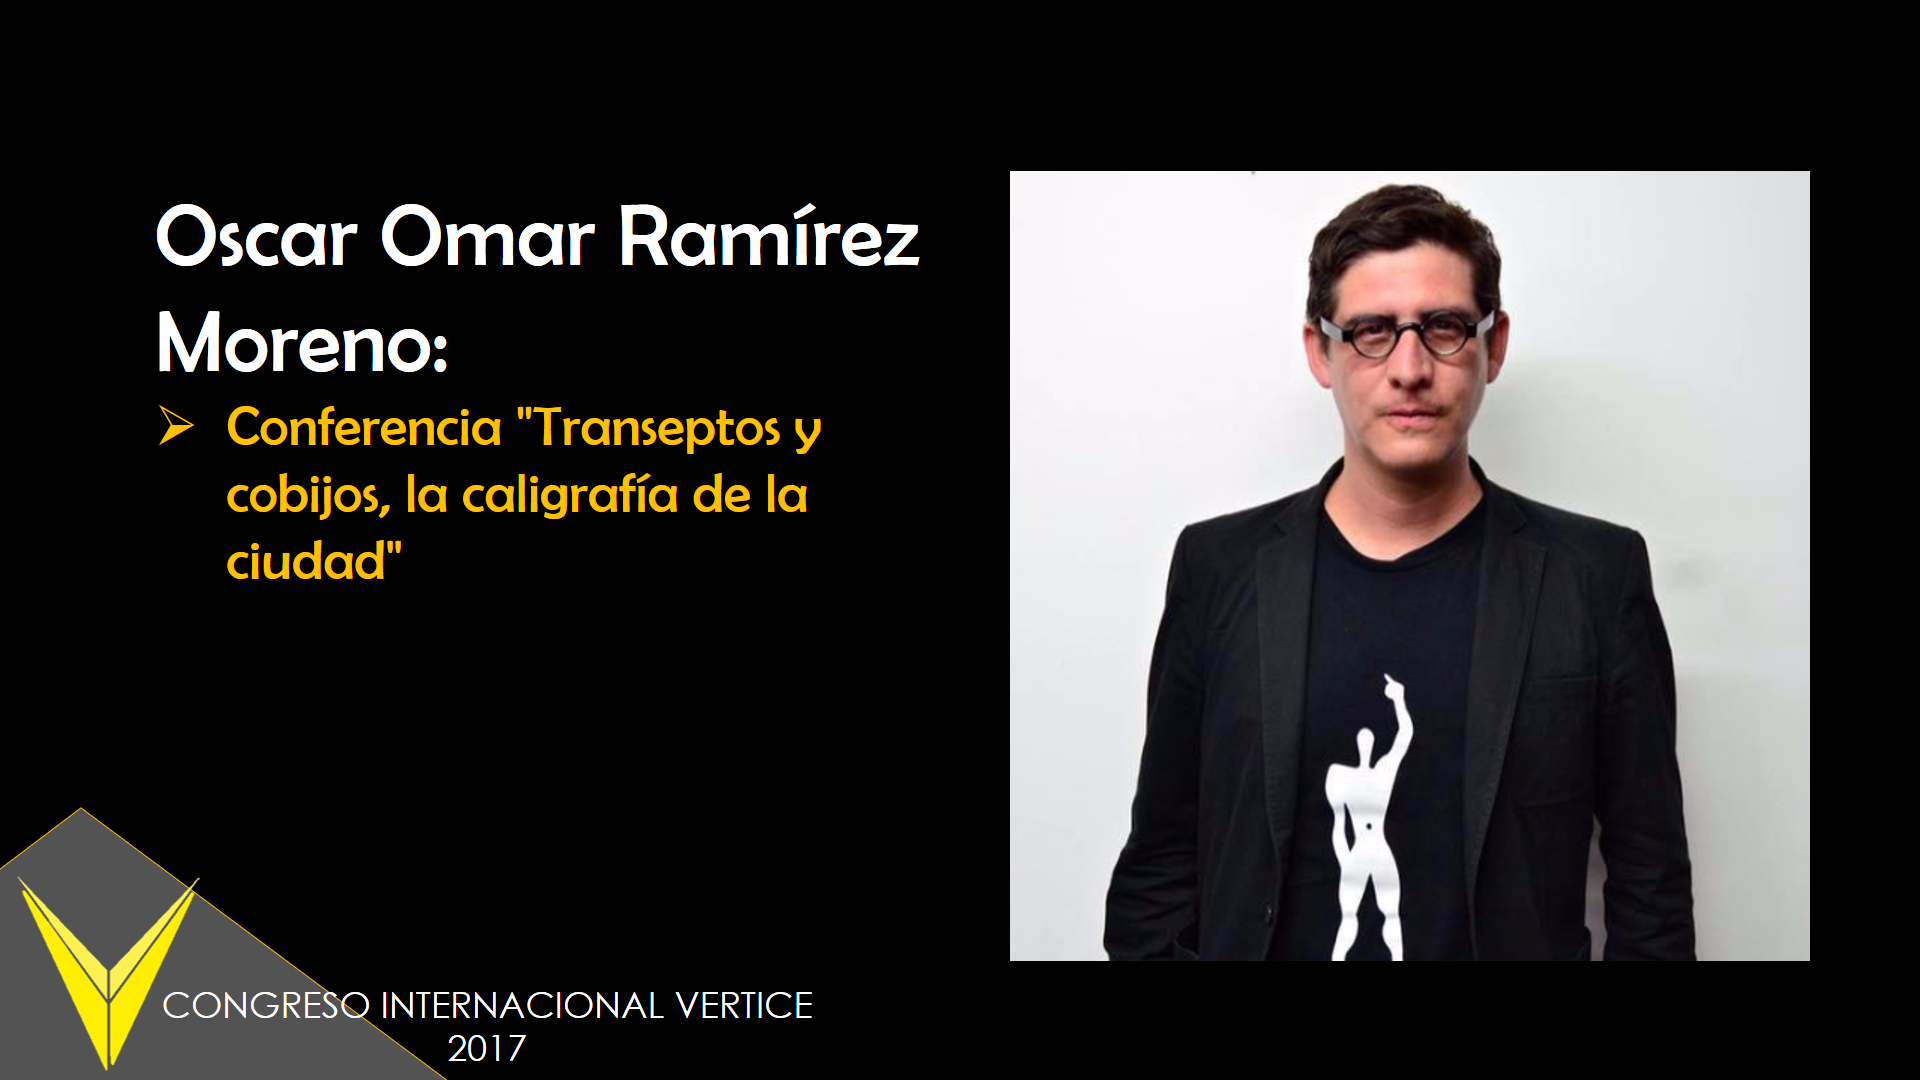 Oscar Omar Ramírez
Moreno:
➢ Conferencia "Transeptos y
cobijos, la caligrafía de la
ciudad"
CONGRESO INTERNACIONAL VERTICE
2017